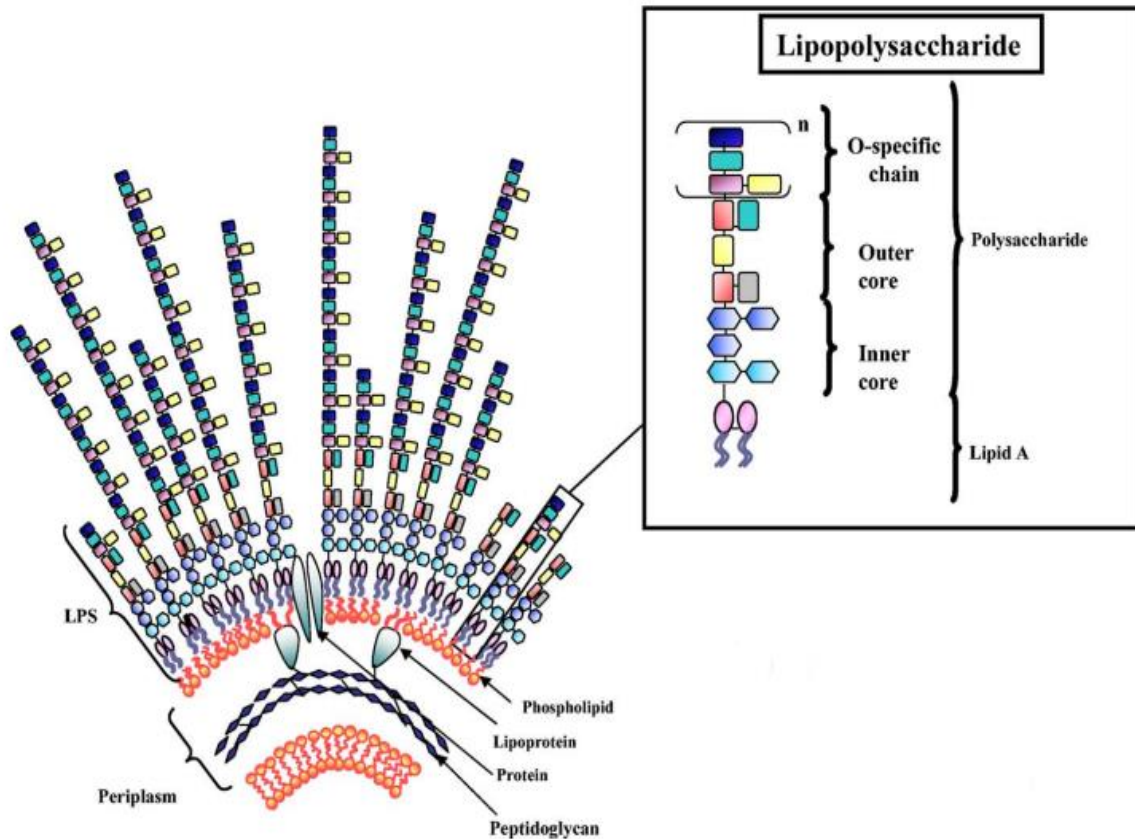 Lipopolysaccharide
n
O-specific
chain
Outer
core
Polysaccharide
Inner
core
Lipid A
LPS
Phospholipid
Lipoprotein
Periplasm
Protein
Peptidoglycan